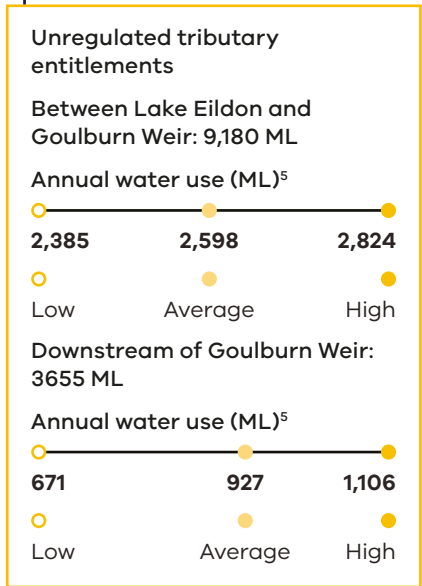 Unregulated tributary
entitlements
Between Lake Eildon and
Goulburn Weir: 9,180 ML
Annual water use (ML)⁵
2,385 2,598 2,824
Low Average High
Downstream of Goulburn Weir:
3655 ML
Annual water use (ML)⁵
671 927 1,106
Low Average High